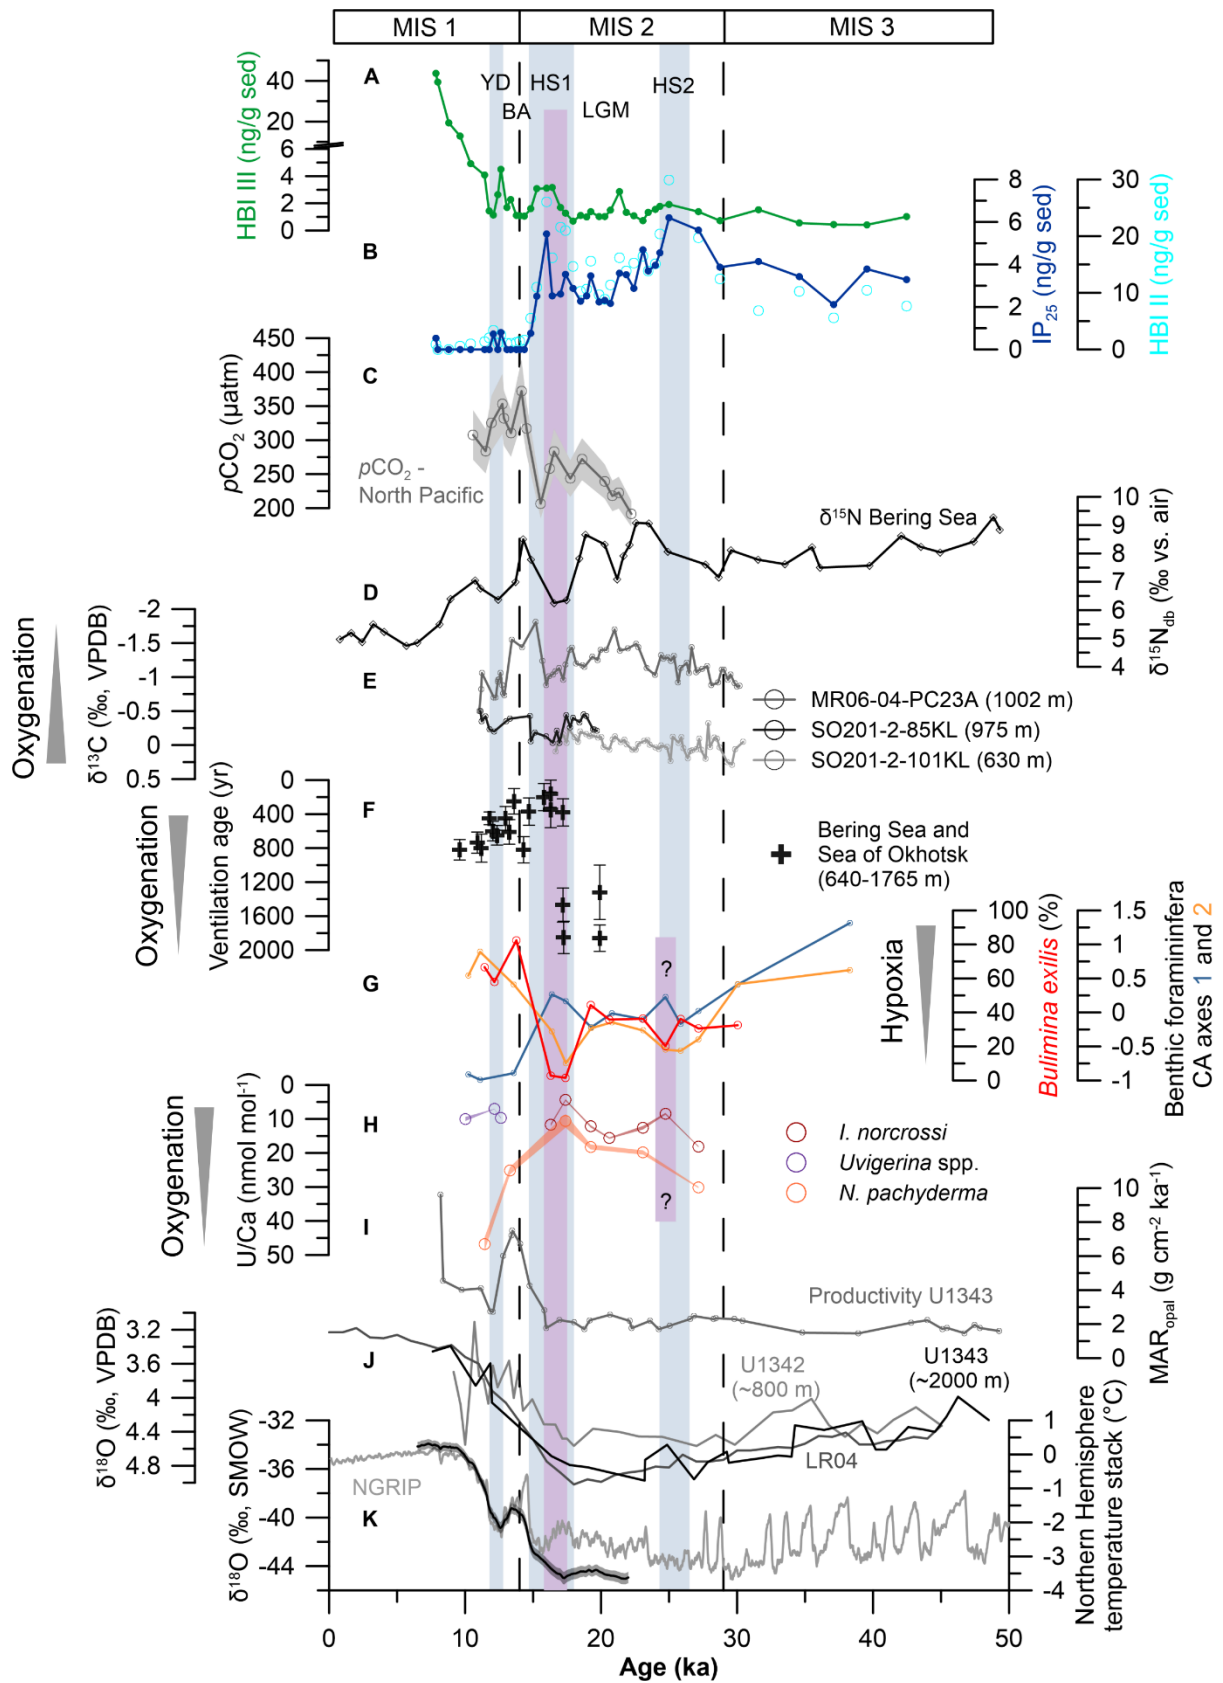 MIS 1
MIS 2
MIS 3
A
YD
BA
HS1
LGM
HS2
HBI III (ng/g sed)
40
20
6
4
2
0
B
8
6
4
2
0
IP25 (ng/g sed)
30
20
10
0
HBI II (ng/g sed)
C
450
400
350
300
250
200
pCO2 (µatm)
pCO2 -
North Pacific
D
δ15N Bering Sea
10
9
8
7
6
5
4
δ15Ndb (‰ vs. air)
E
Oxygenation
δ13C (‰, VPDB)
-2
-1.5
-1
-0.5
0
0.5
MR06-04-PC23A (1002 m)
SO201-2-85KL (975 m)
SO201-2-101KL (630 m)
F
Oxygenation
Ventilation age (yr)
0
400
800
1200
1600
2000
Bering Sea and
Sea of Okhotsk
(640-1765 m)
G
?
Hypoxia
100
80
60
40
20
0
Bulimina exilis (%)
1.5
1
0.5
0
-0.5
-1
Benthic foramininfera
CA axes 1 and 2
H
Oxygenation
U/Ca (nmol mol-1)
0
10
20
30
40
50
?
I. norcrossi
Uvigerina spp.
N. pachyderma
I
Productivity U1343
10
8
6
4
2
0
MARopal (g cm-2 ka-1)
J
δ18O (‰, VPDB)
3.2
3.6
4
4.4
4.8
U1342
(~800 m)
U1343
(~2000 m)
LR04
K
NGRIP
δ18O (‰, SMOW)
-32
-36
-40
-44
1
0
-1
-2
-3
-4
Northern Hemisphere
temperature stack (°C)
0
10
20
30
40
50
Age (ka)